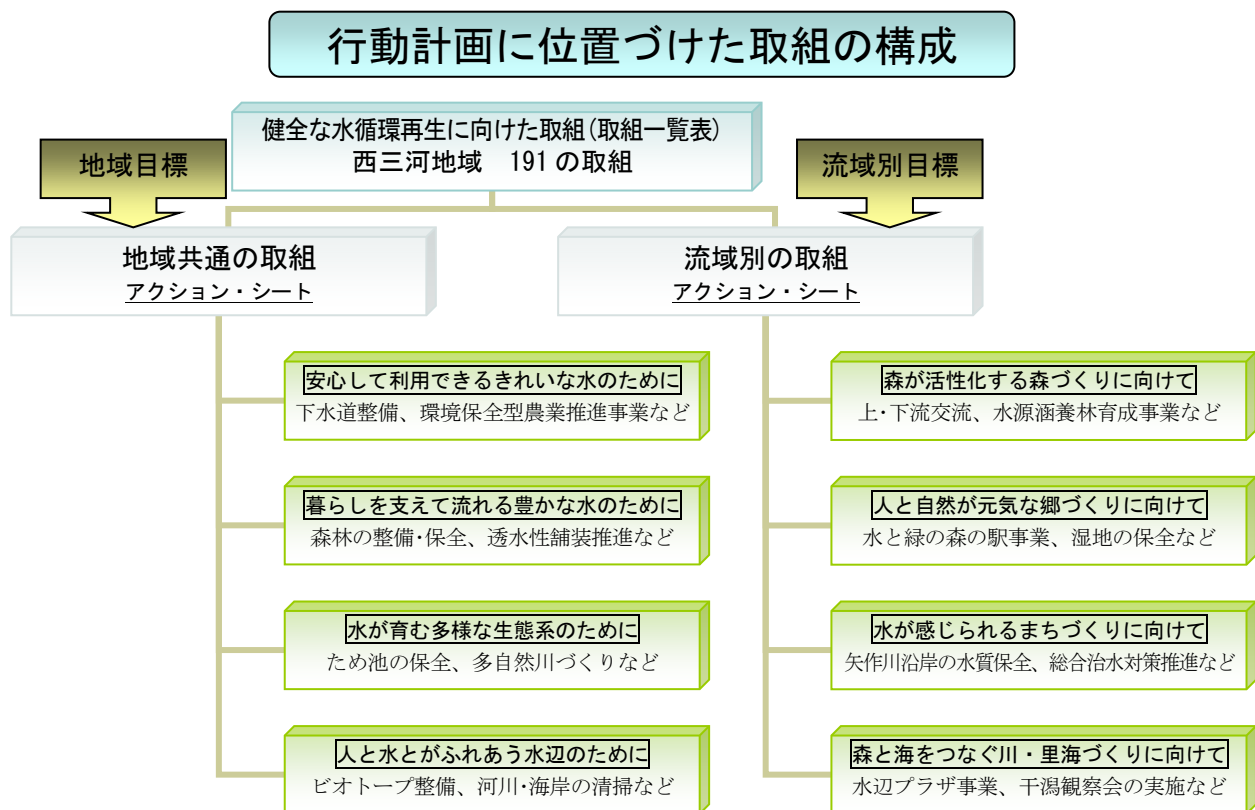 行動計画に位置づけた取組の構成
健全な水循環再生に向けた取組(取組一覧表)
西三河地域 191の取組
地域目標
流域別目標
地域共通の取組
アクション・シート
流域別の取組
アクション・シート
安心して利用できるきれいな水のために
下水道整備、環境保全型農業推進事業など
暮らしを支えて流れる豊かな水のために
森林の整備・保全、透水性舗装推進など
水が育む多様な生態系のために
ため池の保全、多自然川づくりなど
人と水とがふれあう水辺のために
ビオトープ整備、河川・海岸の清掃など
森が活性化する森づくりに向けて
上・下流交流、水源涵養林育成事業など
人と自然が元気な郷づくりに向けて
水と緑の森の駅事業、湿地の保全など
水が感じられるまちづくりに向けて
矢作川沿岸の水質保全、総合治水対策推進など
森と海をつなぐ川・里海づくりに向けて
水辺プラザ事業、干潟観察会の実施など